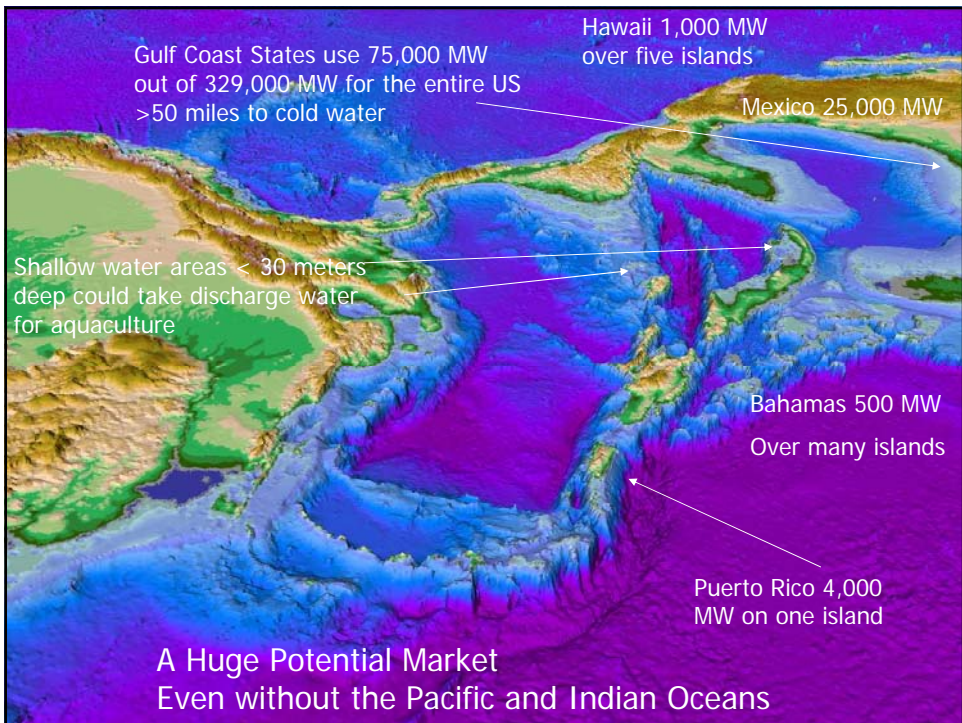 Hawaii 1,000 MW
over five islands
Gulf Coast States use 75,000 MW
out of 329,000 MW for the entire US
>50 miles to cold water
Mexico 25,000 MW
Shallow water areas < 30 meters
deep could take discharge water
for aquaculture
Bahamas 500 MW
Over many islands
Puerto Rico 4,000
MW on one island
A Huge Potential Market
Even without the Pacific and Indian Oceans